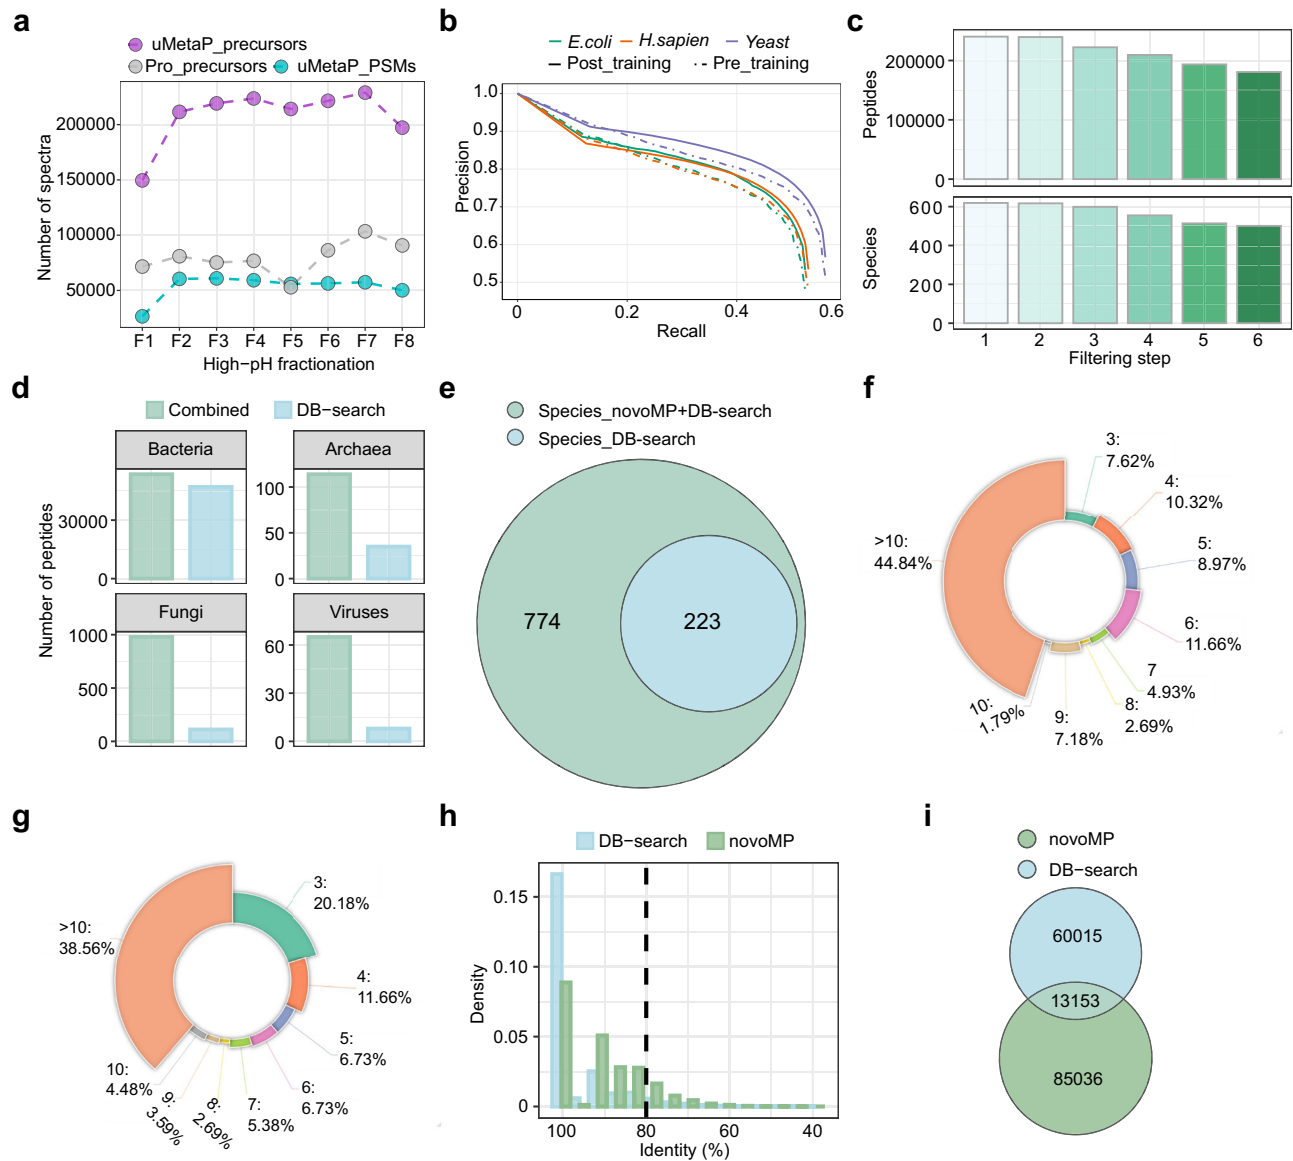 a
uMetaP_precursors
Pro_precursors
uMetaP_PSMs
Number of spectra
200000
150000
100000
50000
F1
F2
F3
F4
F5
F6
F7
F8
High−pH fractionation
b
E.coli
H.sapien
Yeast
Post_training
Pre_training
Precision
1.0
0.9
0.8
0.7
0.6
0.5
0
0.2
0.4
0.6
Recall
c
Peptides
200000
100000
0
Species
600
400
200
0
1
2
3
4
5
6
Filtering step
d
Combined
DB−search
Number of peptides
Bacteria
30000
0
Archaea
100
50
0
Fungi
1000
500
0
Viruses
60
30
0
e
Species_novoMP+DB-search
Species_DB-search
774
223
f
3:
7.62%
4:
10.32%
5:
8.97%
6:
11.66%
7
4.93%
8:
2.69%
9:
7.18%
10:
1.79%
>10:
44.84%
g
3:
20.18%
4:
11.66%
5:
6.73%
6:
6.73%
7:
5.38%
8:
2.69%
9:
3.59%
10:
4.48%
>10:
38.56%
h
DB−search
novoMP
Density
0.15
0.10
0.05
0
100
80
60
40
Identity (%)
i
novoMP
DB-search
60015
13153
85036